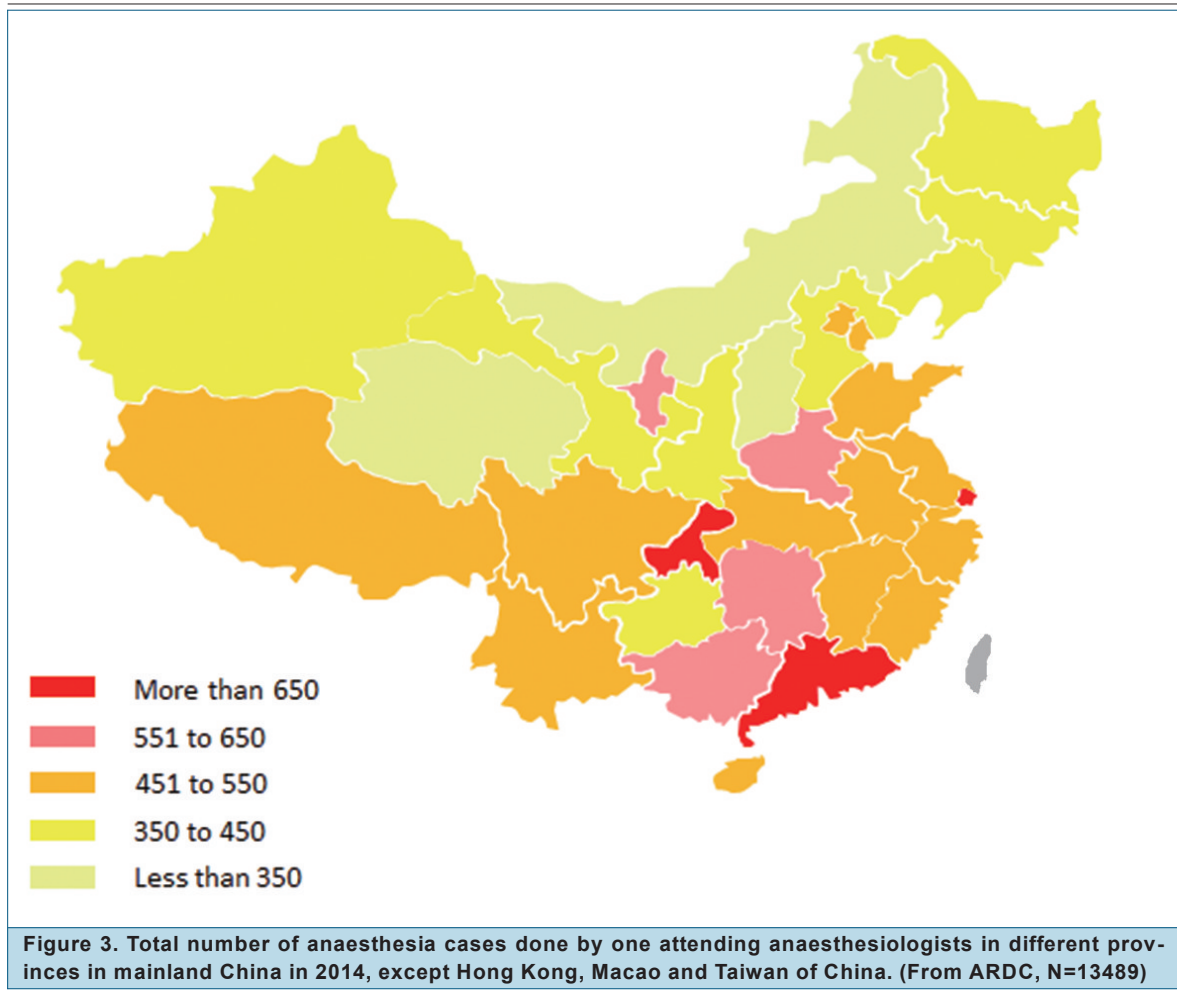 More than 650
551 to 650
451 to 550
350 to 450
Less than 350
Figure 3. Total number of anaesthesia cases done by one attending anaesthesiologists in different prov-
inces in mainland China in 2014, except Hong Kong, Macao and Taiwan of China. (From ARDC, N=13489)